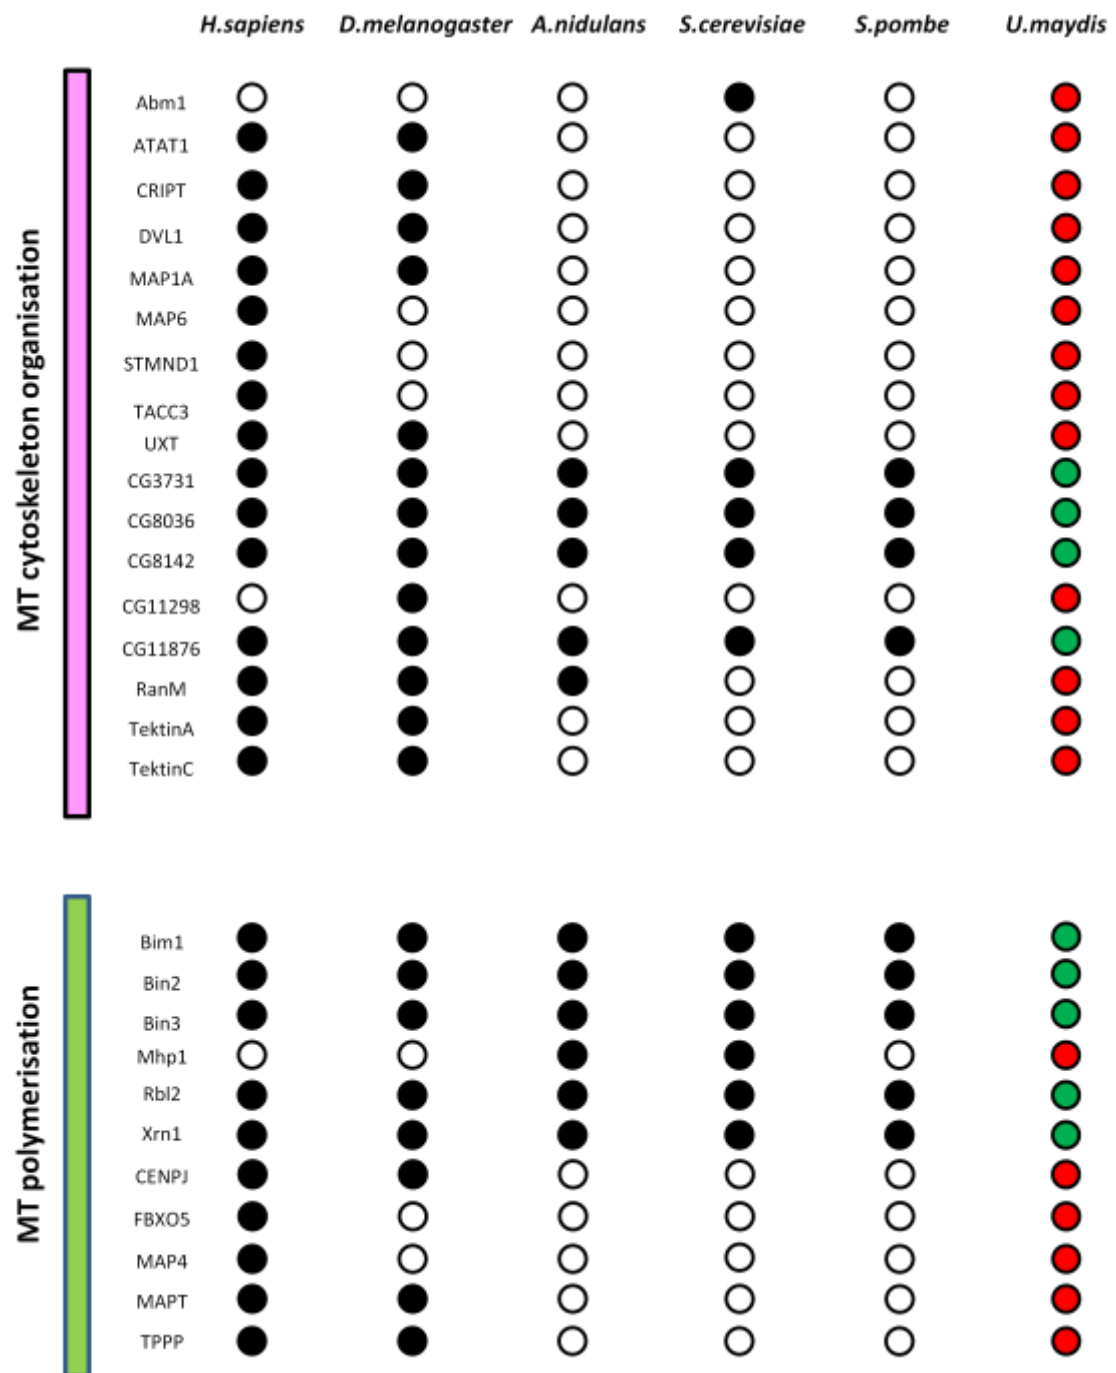 H.sapiens D.melanogaster A.nidulans S.cerevisiae S.pombe U.maydis
MT cytoskeleton organisation
Abm1
ATAT1
CRIPT
DVL1
MAP1A
MAP6
STMND1
TACC3
UXT
CG3731
CG8036
CG8142
CG11298
CG11876
RanM
TektinA
TektinC
MT polymerisation
Bim1
Bin2
Bin3
Mhp1
Rbl2
Xrn1
CENPJ
FBXO5
MAP4
MAPT
TPPP